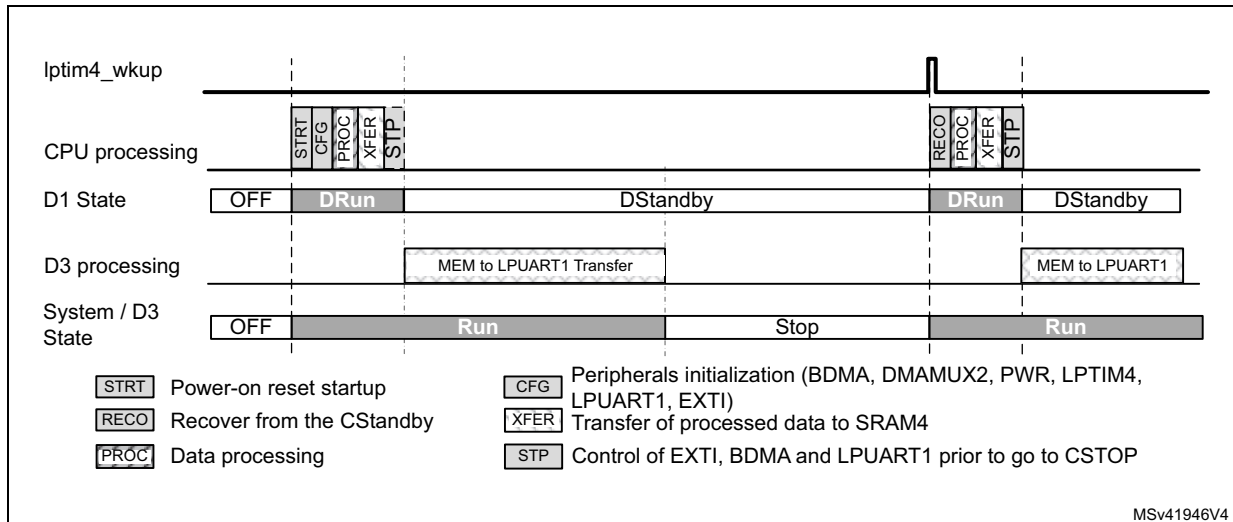 lptim4_wkup
STRT CFG PROC XFER STP RECO PROC XFER STP
CPU processing
D1 State OFF DRun DStandby DRun DStandby
D3 processing MEM to LPUART1 Transfer MEM to LPUART1
System / D3
State OFF Run Stop Run
STRT Power-on reset startup
RECO Recover from the CStandby
PROC Data processing
CFG Peripherals initialization (BDMA, DMAMUX2, PWR, LPTIM4,
LPUART1, EXTI)
XFER Transfer of processed data to SRAM4
STP Control of EXTI, BDMA and LPUART1 prior to go to CSTOP
MSv41946V4